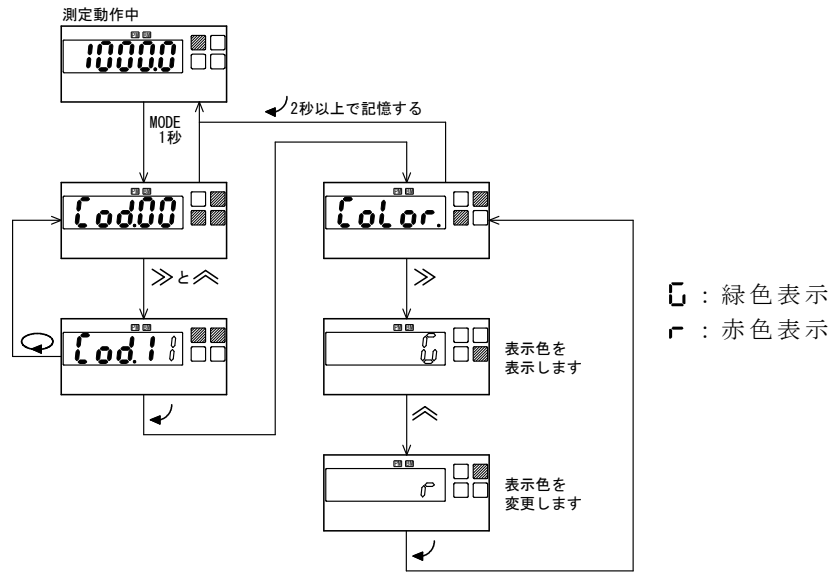 測定動作中
1000.0
MODE
1秒
2秒以上で記憶する
Cod.00
CoLor.
と
Cod.1
G
表示色を
表示します
r
表示色を
変更します
G : 緑色表示
r : 赤色表示